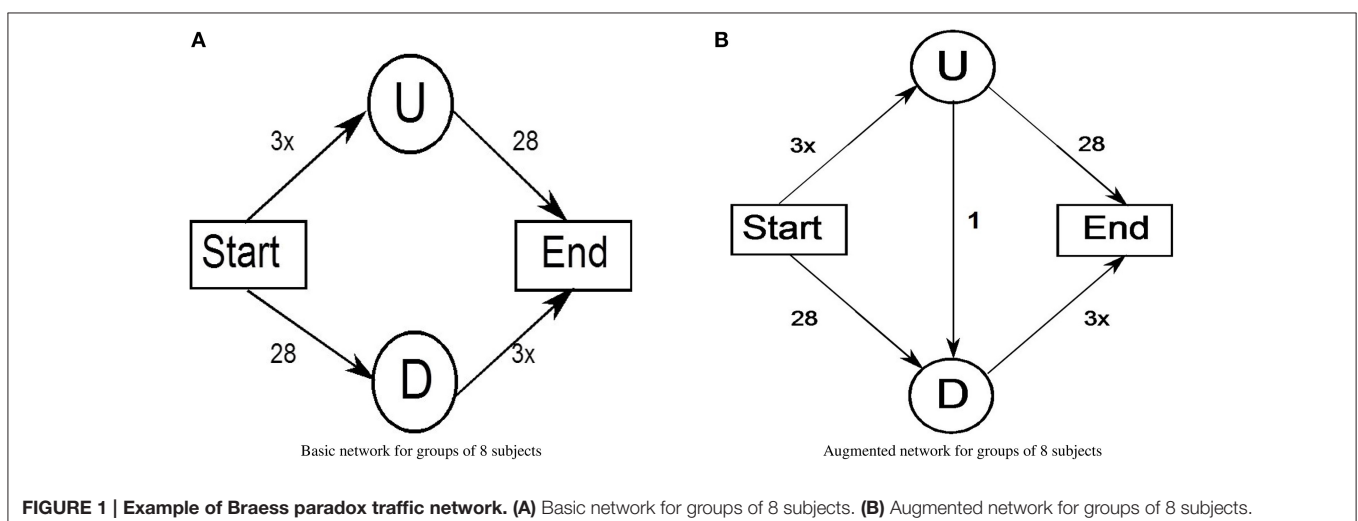 A
U
3x
28
Start
End
28
3x
D
Basic network for groups of 8 subjects
B
U
3x
28
Start
1
End
28
3x
D
Augmented network for groups of 8 subjects
FIGURE 1 | Example of Braess paradox traffic network. (A) Basic network for groups of 8 subjects. (B) Augmented network for groups of 8 subjects.